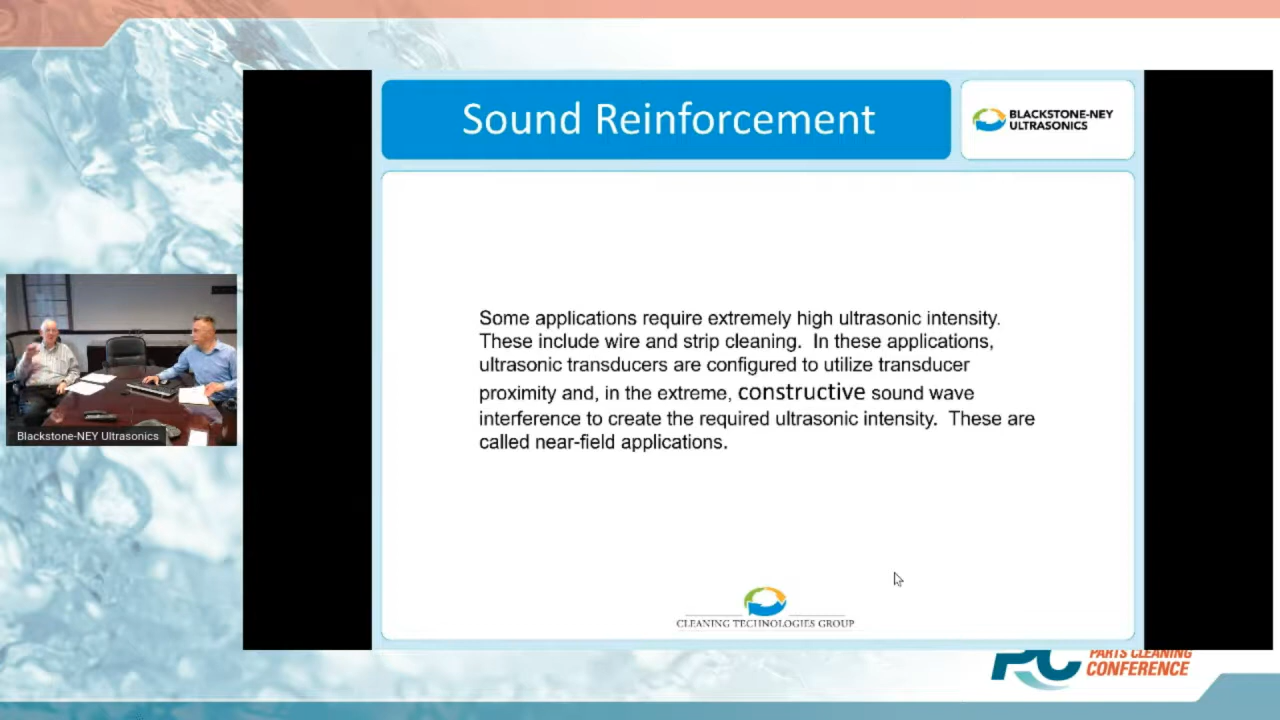 Sound Reinforcement
BLACKSTONE-NEY
ULTRASONICS
Some applications require extremely high ultrasonic intensity.
These include wire and strip cleaning. In these applications,
ultrasonic transducers are configured to utilize transducer
proximity and, in the extreme, constructive sound wave
interference to create the required ultrasonic intensity. These are
called near-field applications.
Blackstone-NEY Ultrasonics
CLEANING TECHNOLOGIES GROUP
PC
PARTS CLEANING
CONFERENCE